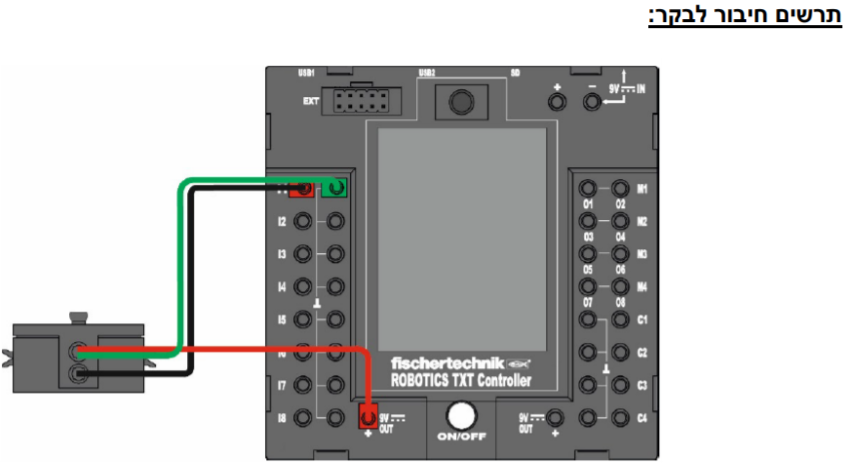 תרשים חיבור לבקר:
USB1 USB2 SD
+ − 9V IN
EXT
I1 M1
O1 O2
I2 M2
O3 O4
I3 M3
O5 O6
I4 M4
O7 O8
I5 C1
I6 C2
fischertechnik
ROBOTICS TXT Controller
I7 C3
I8 9V OUT + ON/OFF 9V OUT + C4